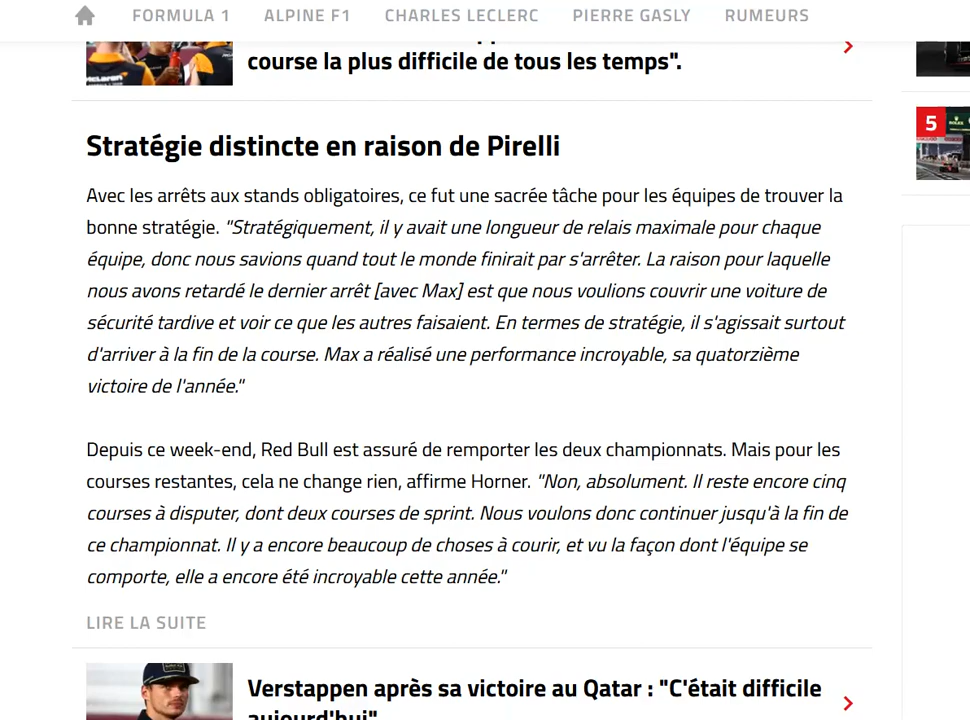 FORMULA 1 ALPINE F1 CHARLES LECLERC PIERRE GASLY RUMEURS
course la plus difficile de tous les temps".
5
ROLEX
McLaren
Stratégie distincte en raison de Pirelli
Avec les arrêts aux stands obligatoires, ce fut une sacrée tâche pour les équipes de trouver la
bonne stratégie. "Stratégiquement, il y avait une longueur de relais maximale pour chaque
équipe, donc nous savions quand tout le monde finirait par s'arrêter. La raison pour laquelle
nous avons retardé le dernier arrêt [avec Max] est que nous voulions couvrir une voiture de
sécurité tardive et voir ce que les autres faisaient. En termes de stratégie, il s'agissait surtout
d'arriver à la fin de la course. Max a réalisé une performance incroyable, sa quatorzième
victoire de l'année."
Depuis ce week-end, Red Bull est assuré de remporter les deux championnats. Mais pour les
courses restantes, cela ne change rien, affirme Horner. "Non, absolument. Il reste encore cinq
courses à disputer, dont deux courses de sprint. Nous voulons donc continuer jusqu'à la fin de
ce championnat. Il y a encore beaucoup de choses à courir, et vu la façon dont l'équipe se
comporte, elle a encore été incroyable cette année."
LIRE LA SUITE
Verstappen après sa victoire au Qatar : "C'était difficile
aujourd'hui"